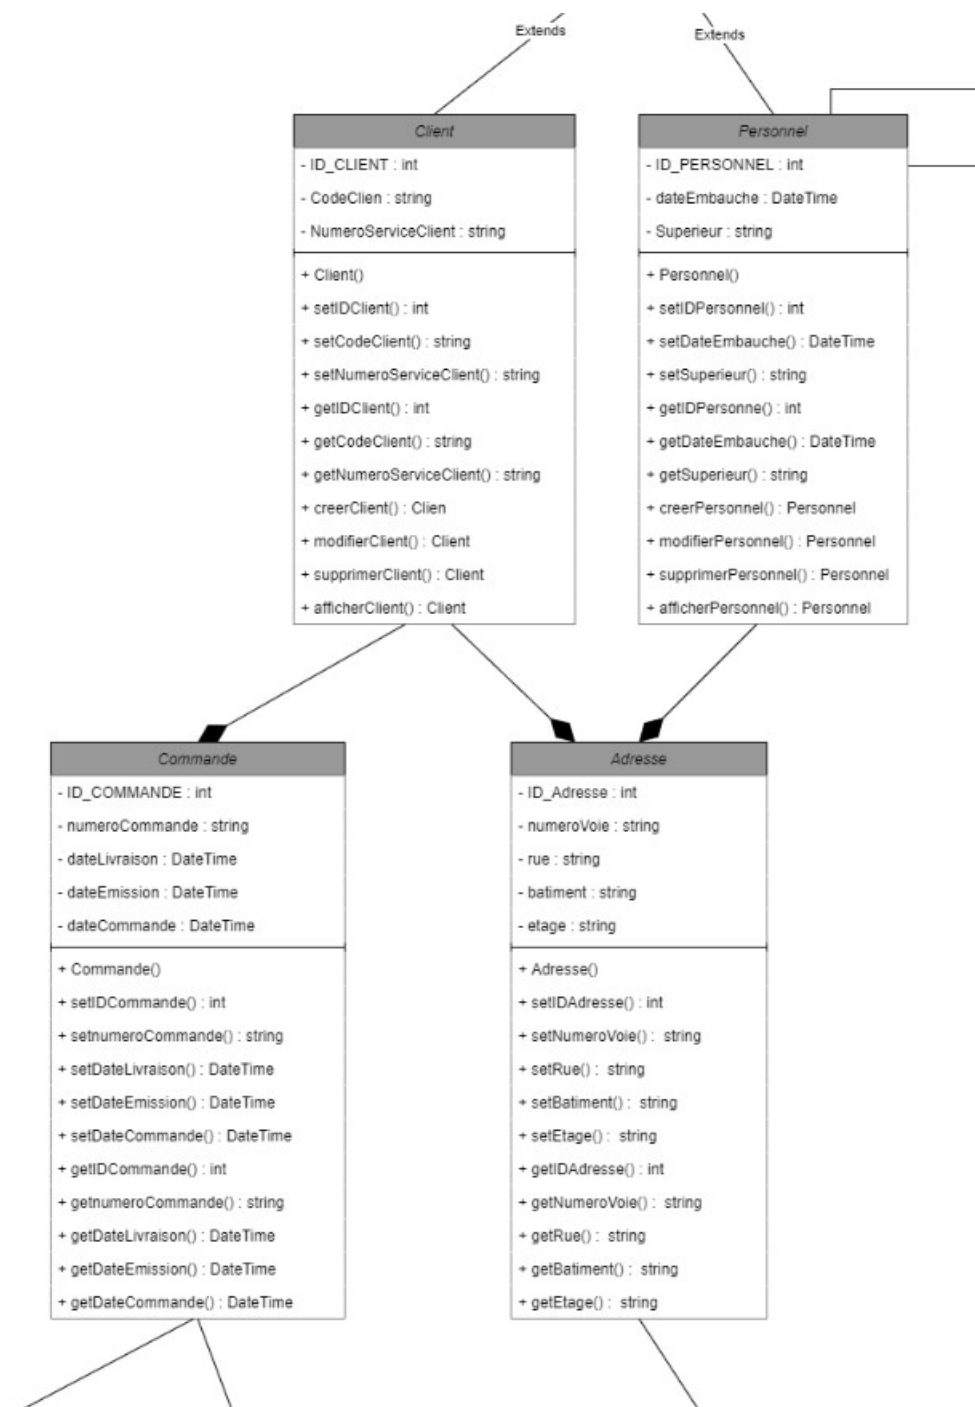 Extends
Extends
Client
- ID_CLIENT : int
- CodeClien : string
- NumeroServiceClient : string
+ Client()
+ setIDClient() : int
+ setCodeClient() : string
+ setNumeroServiceClient() : string
+ getIDClient() : int
+ getCodeClient() : string
+ getNumeroServiceClient() : string
+ creerClient() : Clien
+ modifierClient() : Client
+ supprimerClient() : Client
+ afficherClient() : Client
Personnel
- ID_PERSONNEL : int
- dateEmbauche : DateTime
- Superieur : string
+ Personnel()
+ setIDPersonnel() : int
+ setDateEmbauche() : DateTime
+ setSuperieur() : string
+ getIDPersonne() : int
+ getDateEmbauche() : DateTime
+ getSuperieur() : string
+ creerPersonnel() : Personnel
+ modifierPersonnel() : Personnel
+ supprimerPersonnel() : Personnel
+ afficherPersonnel() : Personnel
Commande
- ID_COMMANDE : int
- numeroCommande : string
- dateLivraison : DateTime
- dateEmission : DateTime
- dateCommande : DateTime
+ Commande()
+ setIDCommande() : int
+ setnumeroCommande() : string
+ setDateLivraison() : DateTime
+ setDateEmission() : DateTime
+ setDateCommande() : DateTime
+ getIDCommande() : int
+ getnumeroCommande() : string
+ getDateLivraison() : DateTime
+ getDateEmission() : DateTime
+ getDateCommande() : DateTime
Adresse
- ID_Adresse : int
- numeroVoie : string
- rue : string
- batiment : string
- etage : string
+ Adresse()
+ setIDAdresse() : int
+ setNumeroVoie() : string
+ setRue() : string
+ setBatiment() : string
+ setEtage() : string
+ getIDAdresse() : int
+ getNumeroVoie() : string
+ getRue() : string
+ getBatiment() : string
+ getEtage() : string